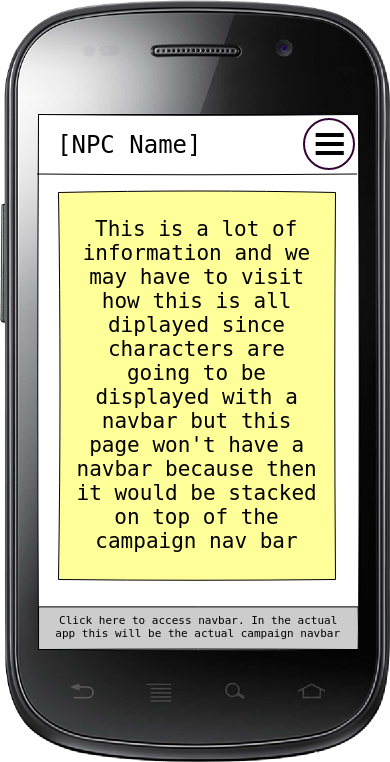 [NPC Name]
This is a lot of
information and we
may have to visit
how this is all
diplayed since
characters are
going to be
displayed with a
navbar but this
page won't have a
navbar because then
it would be stacked
on top of the
campaign nav bar
Click here to access navbar. In the actual
app this will be the actual campaign navbar